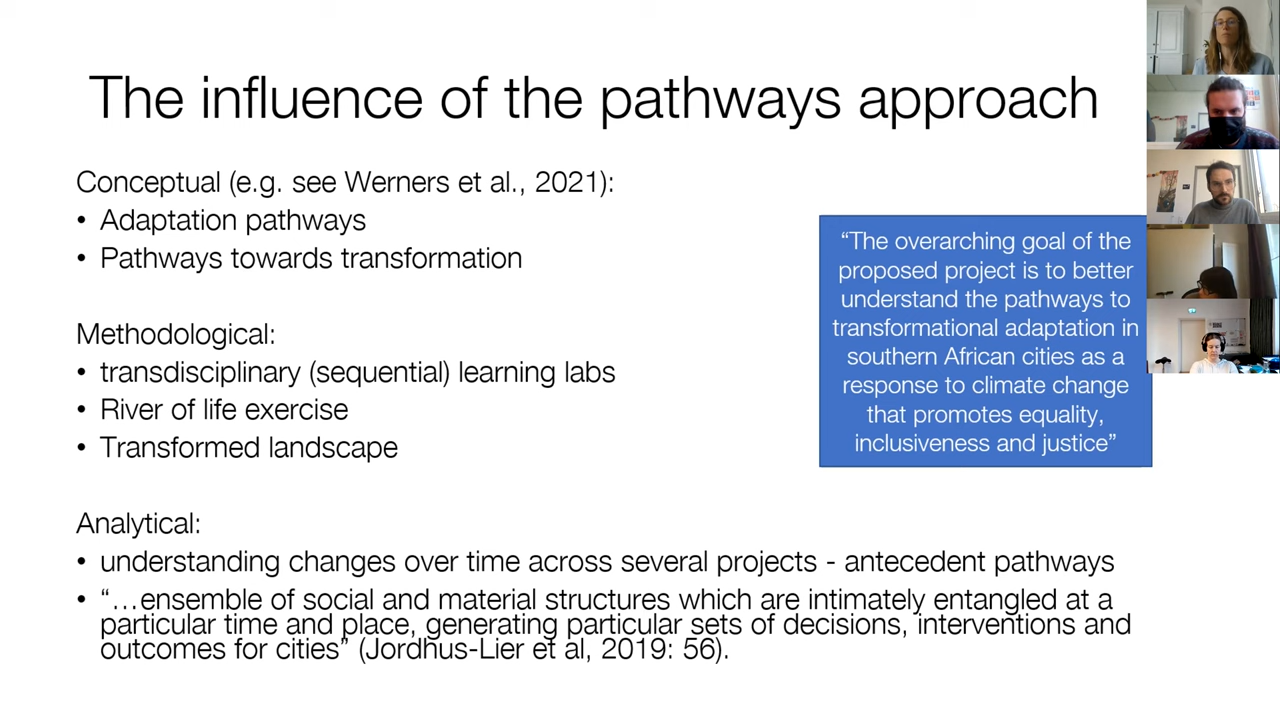 The influence of the pathways approach
Conceptual (e.g. see Werners et al., 2021):
• Adaptation pathways
• Pathways towards transformation
Methodological:
• transdisciplinary (sequential) learning labs
• River of life exercise
• Transformed landscape
Analytical:
• understanding changes over time across several projects - antecedent pathways
• “…ensemble of social and material structures which are intimately entangled at a
particular time and place, generating particular sets of decisions, interventions and
outcomes for cities” (Jordhus-Lier et al, 2019: 56).
“The overarching goal of the
proposed project is to better
understand the pathways to
transformational adaptation in
southern African cities as a
response to climate change
that promotes equality,
inclusiveness and justice”